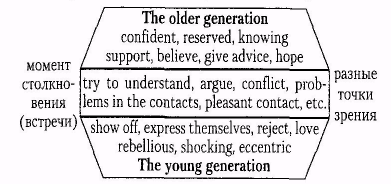 The older generation
confident, reserved, knowing
support, believe, give advice, hope
момент
столкно-
вения
(встречи)
try to understand, argue, conflict, prob-
lems in the contacts, pleasant contact, etc.
разные
точки
зрения
show off, express themselves, reject, love
rebellious, shocking, eccentric
The young generation